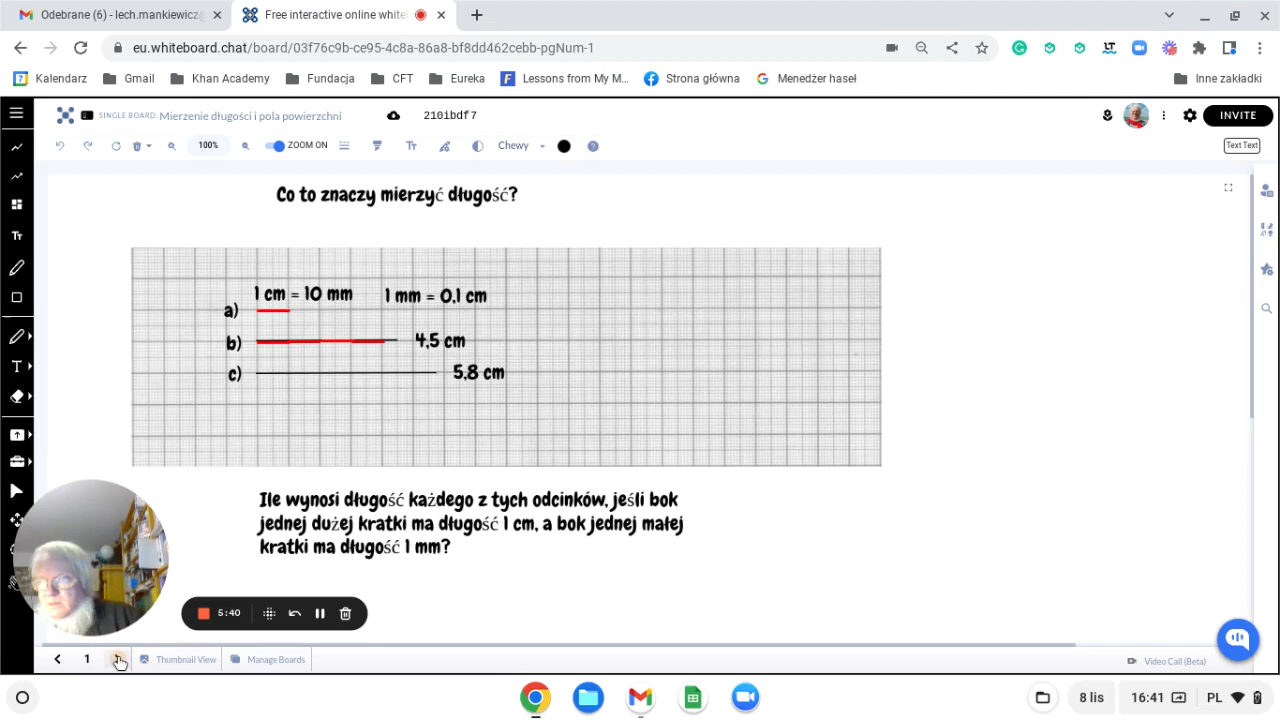 Odebrane (6) - lech.mankiewicz@
Free interactive online white
eu.whiteboard.chat/board/03f76c9b-ce95-4c8a-86a8-bf8dd462cebb-pgNum-1
Kalendarz
Gmail
Khan Academy
Fundacja
CFT
Eureka
Lessons from My M...
Strona główna
Menedżer haseł
Inne zakładki
SINGLE BOARD: Mierzenie długości i pola powierzchni
210ibdf7
INVITE
100%
ZOOM ON
Chewy
Text Text
Co to znaczy mierzyć długość?
1 cm = 10 mm 1 mm = 0,1 cm
a)
b) 4,5 cm
c) 5,8 cm
Ile wynosi długość każdego z tych odcinków, jeśli bok
jednej dużej kratki ma długość 1 cm, a bok jednej małej
kratki ma długość 1 mm?
5:40
1
Thumbnail View
Manage Boards
Video Call (Beta)
8 lis
16:41
PL